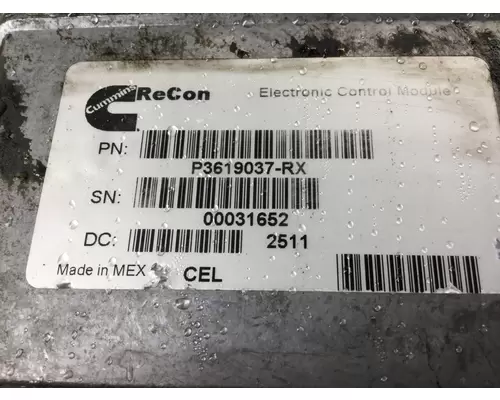 Cummins ReCon Electronic Control Module
PN:
P3619037-RX
SN:
00031652
DC: 2511
Made in MEX CEL